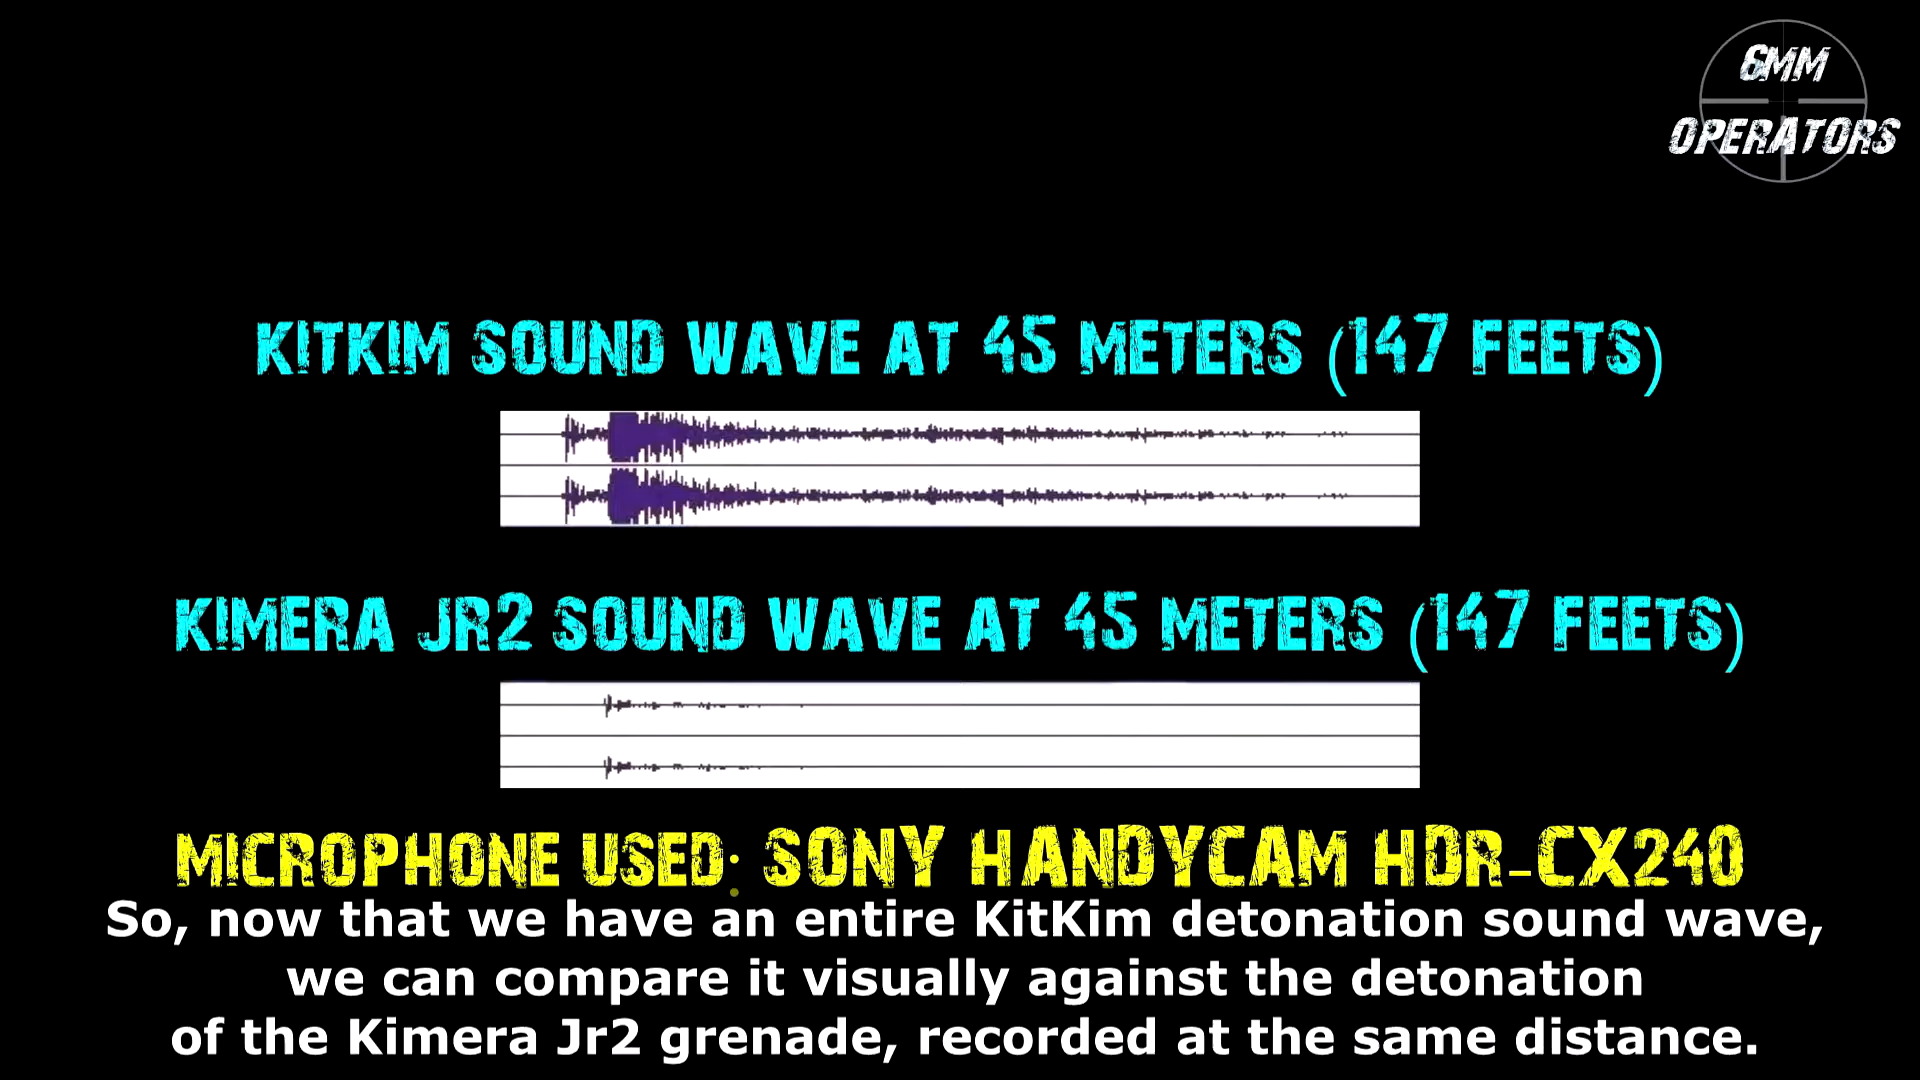 6MM
OPERATORS
KITKIM SOUND WAVE AT 45 METERS (147 FEETS)
KIMERA JR2 SOUND WAVE AT 45 METERS (147 FEETS)
MICROPHONE USED: SONY HANDYCAM HDR-CX240
So, now that we have an entire KitKim detonation sound wave,
we can compare it visually against the detonation
of the Kimera Jr2 grenade, recorded at the same distance.